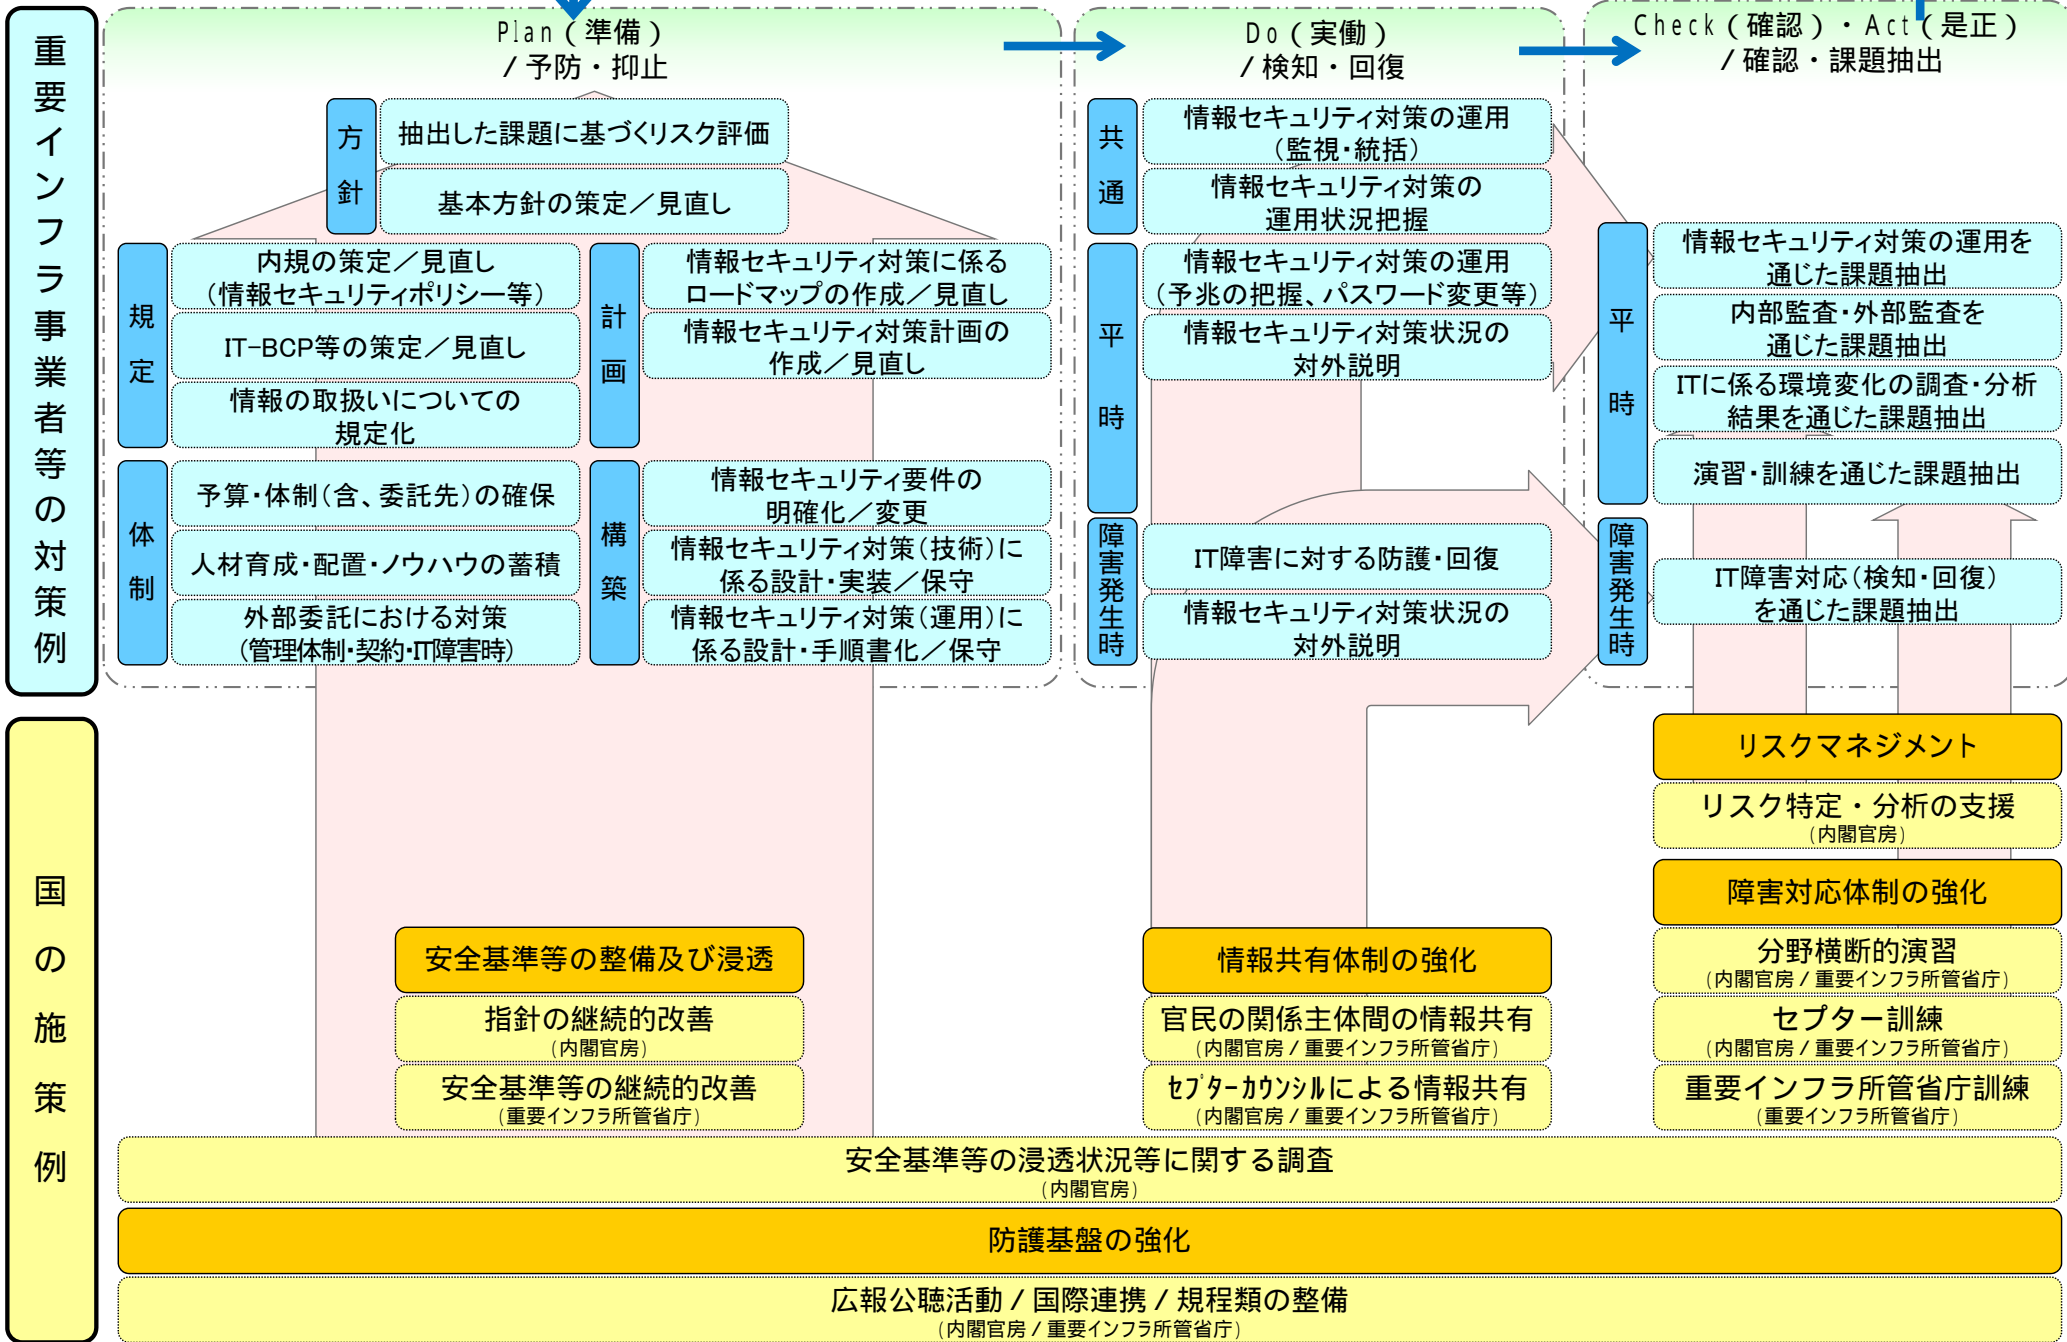 重要インフラ事業者等の対策例
Plan（準備）
/ 予防・抑止
方針
抽出した課題に基づくリスク評価
基本方針の策定／見直し
規定
内規の策定／見直し
（情報セキュリティポリシー等）
IT-BCP等の策定／見直し
情報の取扱いについての
規定化
計画
情報セキュリティ対策に係る
ロードマップの作成／見直し
情報セキュリティ対策計画の
作成／見直し
体制
予算・体制（含、委託先）の確保
人材育成・配置・ノウハウの蓄積
外部委託における対策
（管理体制・契約・IT障害時）
構築
情報セキュリティ要件の
明確化／変更
情報セキュリティ対策（技術）に
係る設計・実装／保守
情報セキュリティ対策（運用）に
係る設計・手順書化／保守
Do（実働）
/ 検知・回復
共通
情報セキュリティ対策の運用
（監視・統括）
情報セキュリティ対策の
運用状況把握
平時
情報セキュリティ対策の運用
（予兆の把握、パスワード変更等）
情報セキュリティ対策状況の
対外説明
障害発生時
IT障害に対する防護・回復
情報セキュリティ対策状況の
対外説明
Check（確認）・Act（是正）
/ 確認・課題抽出
平時
情報セキュリティ対策の運用を
通じた課題抽出
内部監査・外部監査を
通じた課題抽出
ITに係る環境変化の調査・分析
結果を通じた課題抽出
演習・訓練を通じた課題抽出
障害発生時
IT障害対応（検知・回復）
を通じた課題抽出
国の施策例
安全基準等の整備及び浸透
指針の継続的改善
（内閣官房）
安全基準等の継続的改善
（重要インフラ所管省庁）
情報共有体制の強化
官民の関係主体間の情報共有
（内閣官房 / 重要インフラ所管省庁）
ｾﾌﾟﾀｰｶｳﾝｼﾙによる情報共有
（内閣官房 / 重要インフラ所管省庁）
リスクマネジメント
リスク特定・分析の支援
（内閣官房）
障害対応体制の強化
分野横断的演習
（内閣官房 / 重要インフラ所管省庁）
セプター訓練
（内閣官房 / 重要インフラ所管省庁）
重要インフラ所管省庁訓練
（重要インフラ所管省庁）
安全基準等の浸透状況等に関する調査
（内閣官房）
防護基盤の強化
広報公聴活動 / 国際連携 / 規程類の整備
（内閣官房 / 重要インフラ所管省庁）